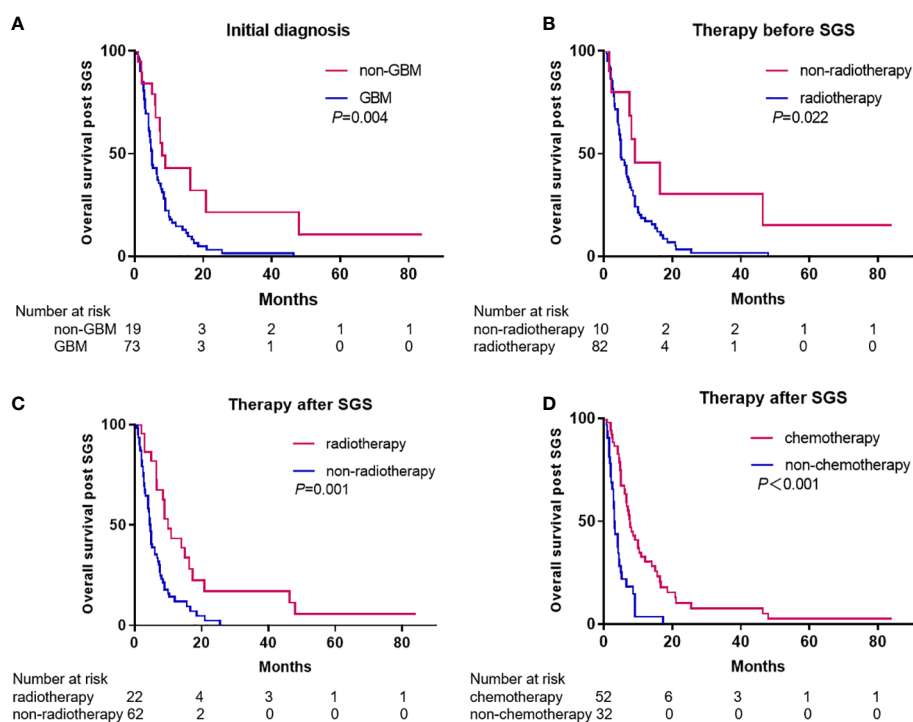 A
Initial diagnosis
Overall survival post SGS
100
50
0
non-GBM
GBM
P=0.004
0 20 40 60 80
Months
Number at risk
non-GBM 19 3 2 1 1
GBM 73 3 1 0 0
B
Therapy before SGS
Overall survival post SGS
100
50
0
non-radiotherapy
radiotherapy
P=0.022
0 20 40 60 80
Months
Number at risk
non-radiotherapy 10 2 2 1 1
radiotherapy 82 4 1 0 0
C
Therapy after SGS
Overall survival post SGS
100
50
0
radiotherapy
non-radiotherapy
P=0.001
0 20 40 60 80
Months
Number at risk
radiotherapy 22 4 3 1 1
non-radiotherapy 62 2 0 0 0
D
Therapy after SGS
Overall survival post SGS
100
50
0
chemotherapy
non-chemotherapy
P<0.001
0 20 40 60 80
Months
Number at risk
chemotherapy 52 6 3 1 1
non-chemotherapy 32 0 0 0 0